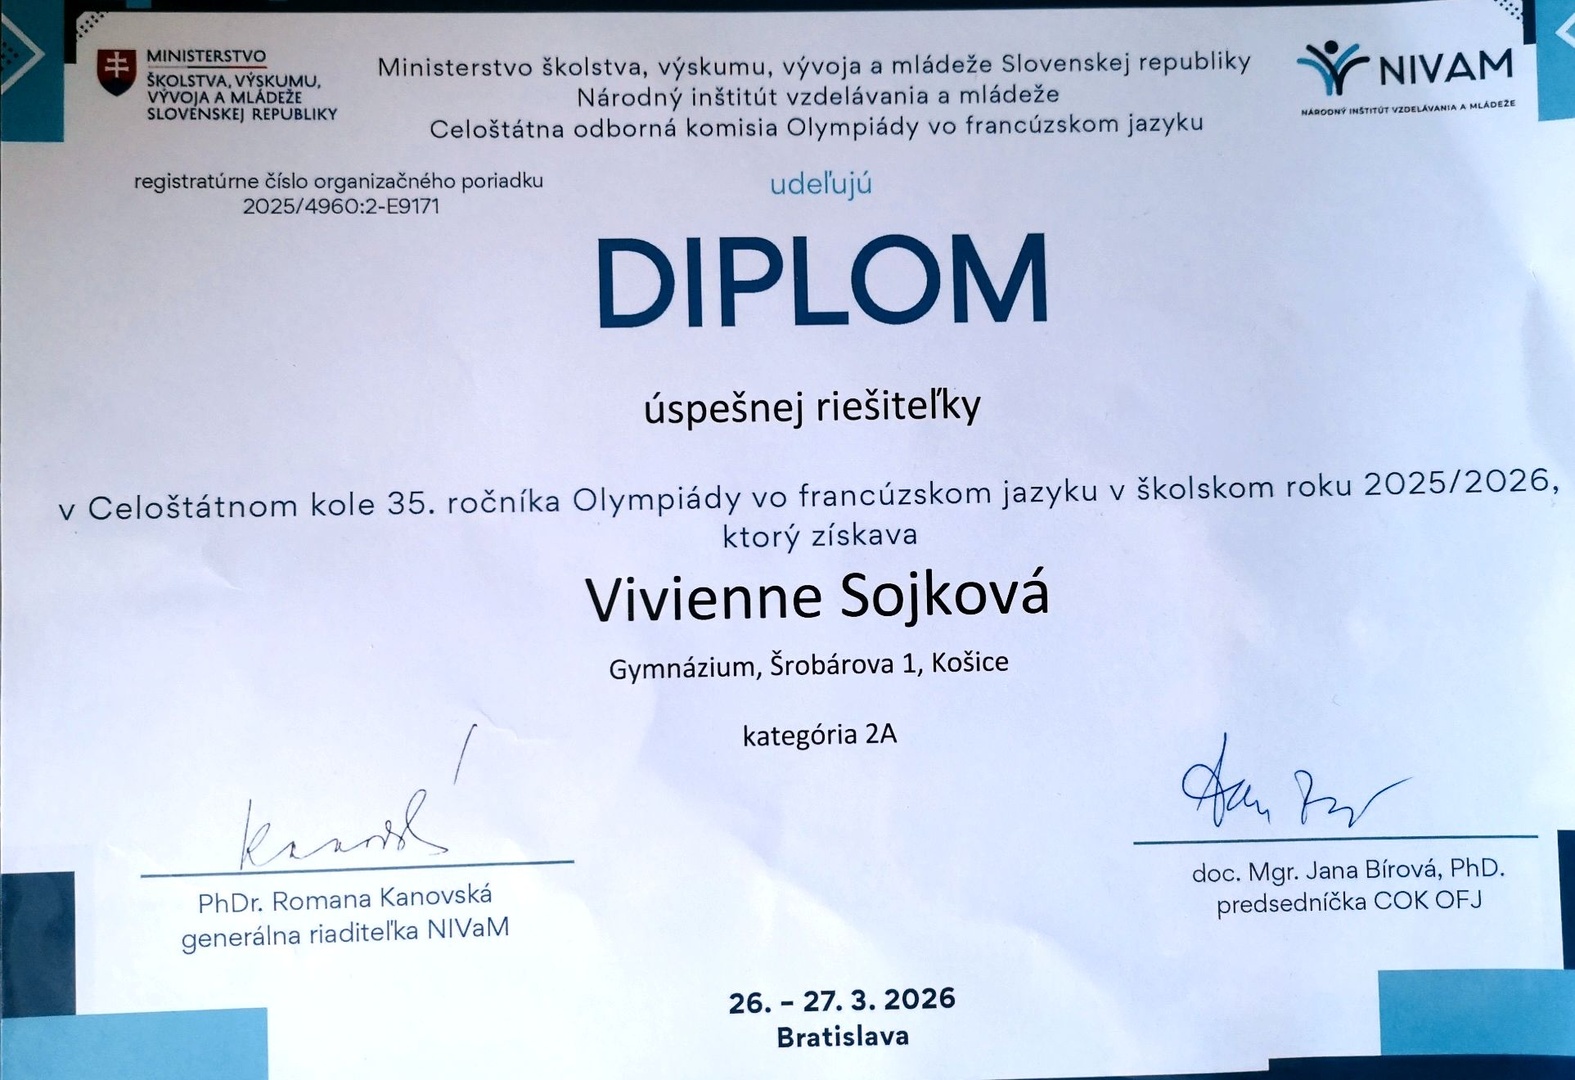 MINISTERSTVO
ŠKOLSTVA, VÝSKUMU,
VÝVOJA A MLÁDEŽE
SLOVENSKEJ REPUBLIKY
Ministerstvo školstva, výskumu, vývoja a mládeže Slovenskej republiky
Národný inštitút vzdelávania a mládeže
Celoštátna odborná komisia Olympiády vo francúzskom jazyku
NIVAM
NÁRODNÝ INŠTITÚT VZDELÁVANIA A MLÁDEŽE
registratúrne číslo organizačného poriadku
2025/4960:2-E9171
udeľujú
DIPLOM
úspešnej riešiteľky
v Celoštátnom kole 35. ročníka Olympiády vo francúzskom jazyku v školskom roku 2025/2026,
ktorý získava
Vivienne Sojková
Gymnázium, Šrobárova 1, Košice
kategória 2A
PhDr. Romana Kanovská
generálna riaditeľka NIVaM
doc. Mgr. Jana Bírová, PhD.
predsedníčka COK OFJ
26. – 27. 3. 2026
Bratislava